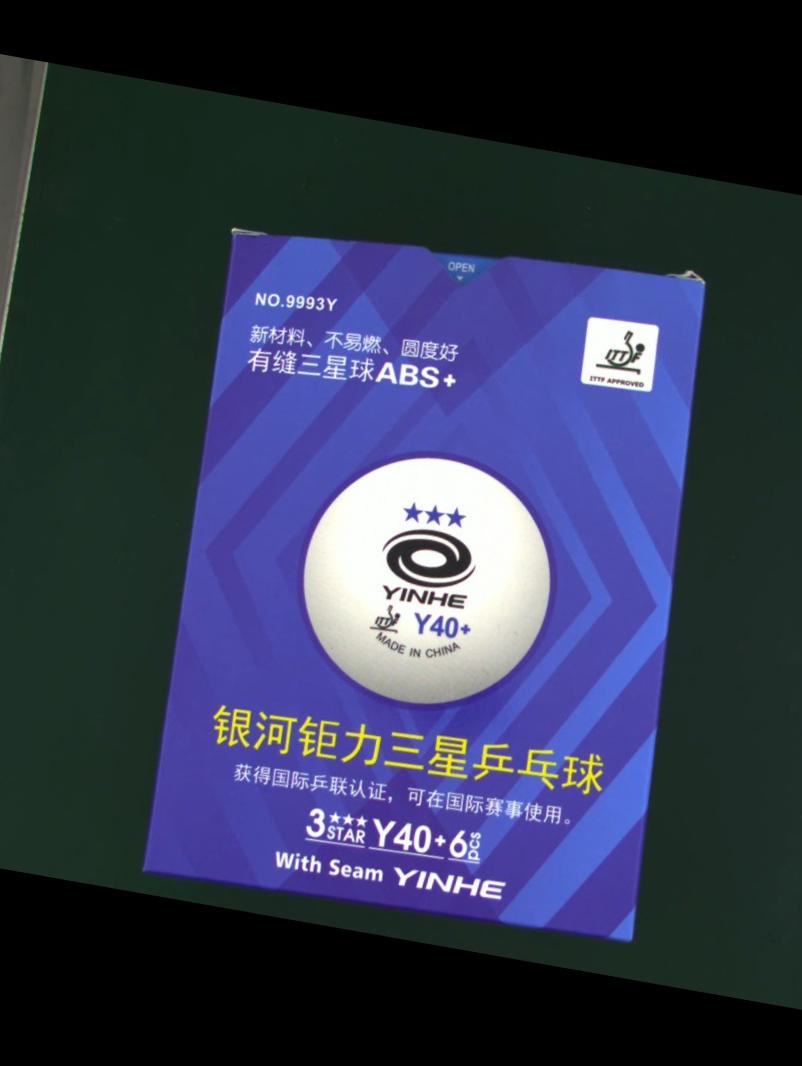 OPEN
NO.9993Y
新材料、不易燃、圆度好
有缝三星球ABS+
ITTF
ITTF APPROVED
YINHE
ITTF Y40+
MADE IN CHINA
银河钜力三星乒乓球
获得国际乒联认证，可在国际赛事使用。
3 STAR Y40+ 6 pcs
With Seam YINHE